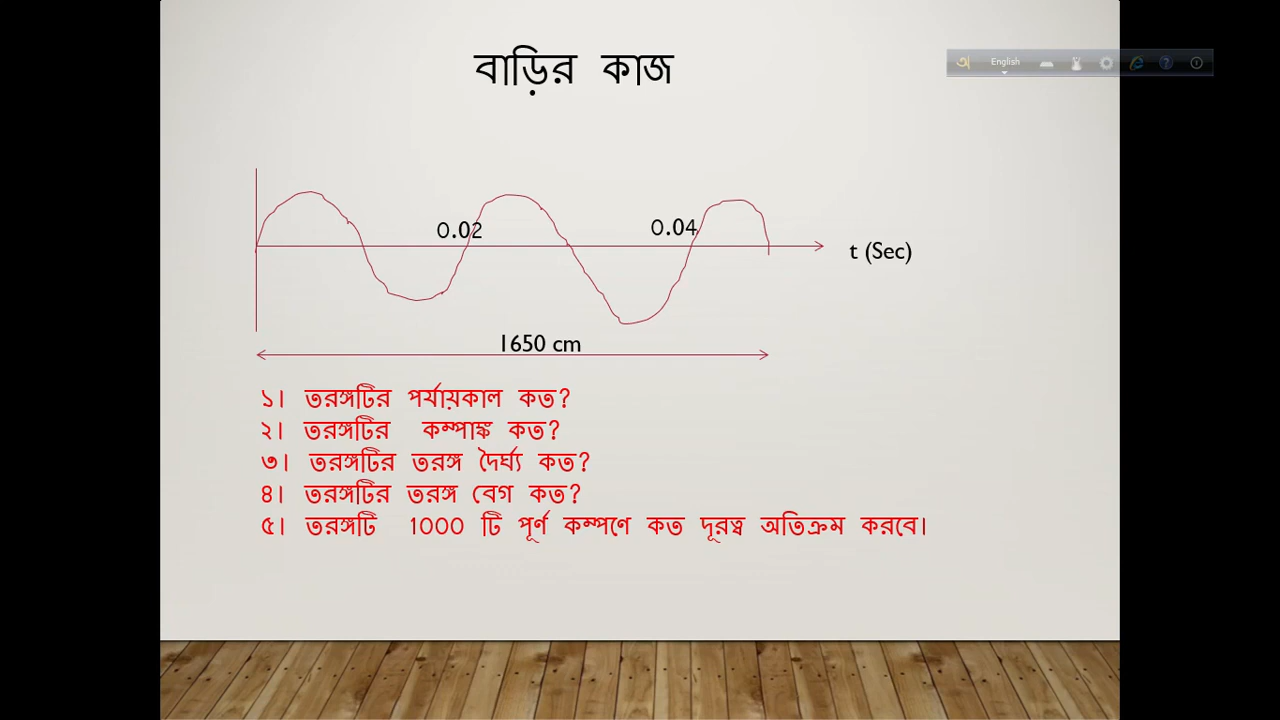 বাড়ির কাজ
English
0.02
0.04
t (Sec)
1650 cm
১। তরঙ্গটির পর্যায়কাল কত?
২। তরঙ্গটির কম্পাঙ্ক কত?
৩। তরঙ্গটির তরঙ্গ দৈর্ঘ্য কত?
৪। তরঙ্গটির তরঙ্গ বেগ কত?
৫। তরঙ্গটি 1000 টি পূর্ণ কম্পণে কত দূরত্ব অতিক্রম করবে।